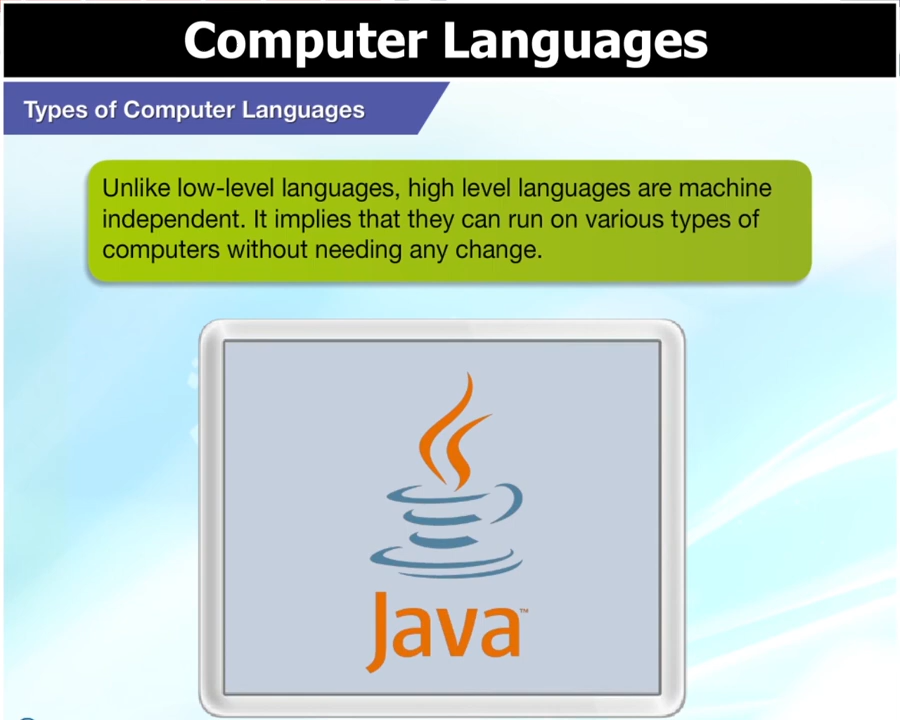 Computer Languages
Types of Computer Languages
Unlike low-level languages, high level languages are machine
independent. It implies that they can run on various types of
computers without needing any change.
Java™